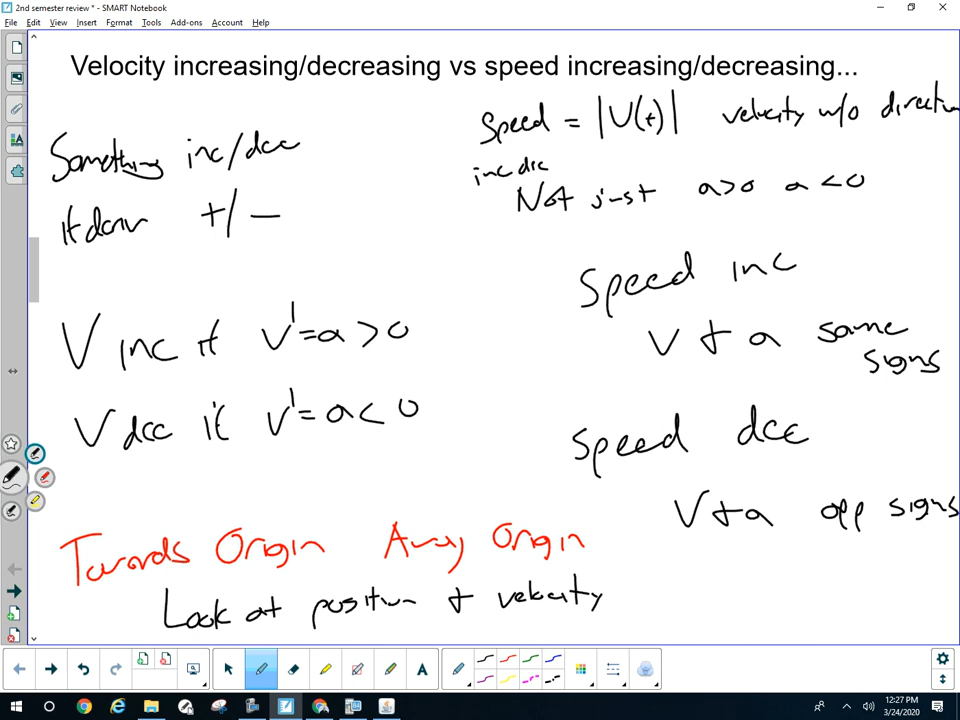 2nd semester review * - SMART Notebook
File Edit View Insert Format Tools Add-ons Account Help
Velocity increasing/decreasing vs speed increasing/decreasing...
Something inc/dec
if deriv +/-
V inc if v'=a>0
V dec if v'=a<0
Speed = |V(t)| velocity w/o direction
inc dec
Not just a>0 a<0
Speed inc
V + a same
signs
Speed dec
V + a opp signs
Towards Origin Away Origin
Look at position + velocity
A
12:27 PM
3/24/2020